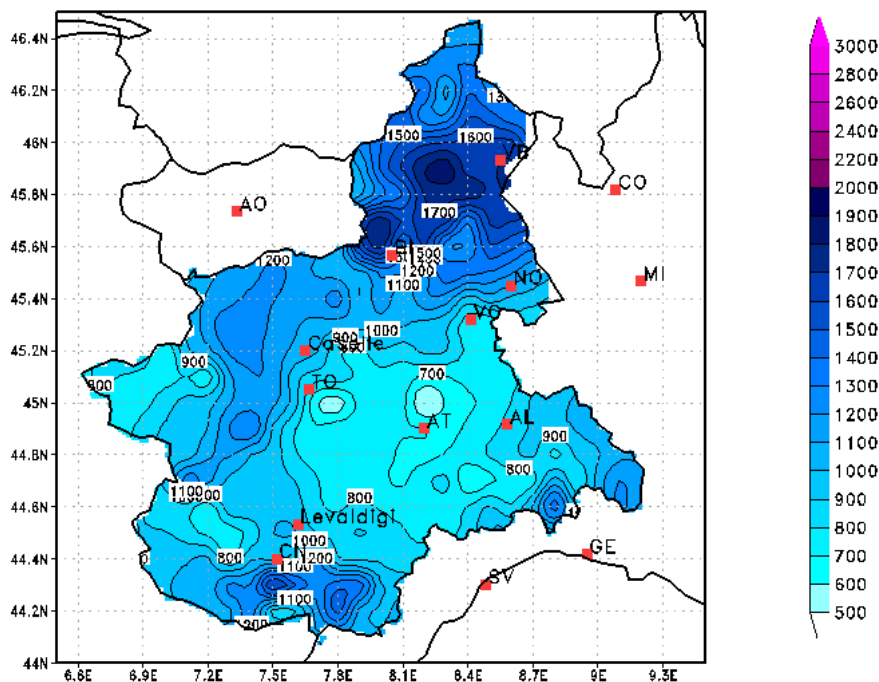 46.4N
46.2N
46N
45.8N
45.6N
45.4N
45.2N
45N
44.8N
44.6N
44.4N
44.2N
44N
6.6E
6.9E
7.2E
7.5E
7.8E
8.1E
8.4E
8.7E
9E
9.3E
1500
1600
VB
CO
AO
1700
BI
1500
1200
1100
1200
NO
MI
VC
1000
900
Caselle
900
700
TO
AT
AL
900
800
1100
800
Levaldigi
1000
800
CN
1200
1100
1100
GE
SV
3000
2800
2600
2400
2200
2000
1900
1800
1700
1600
1500
1400
1300
1200
1100
1000
900
800
700
600
500